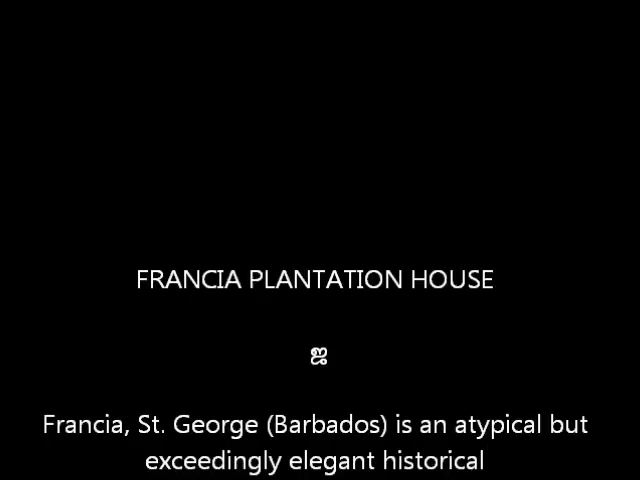 FRANCIA PLANTATION HOUSE
ஜ
Francia, St. George (Barbados) is an atypical but
exceedingly elegant historical